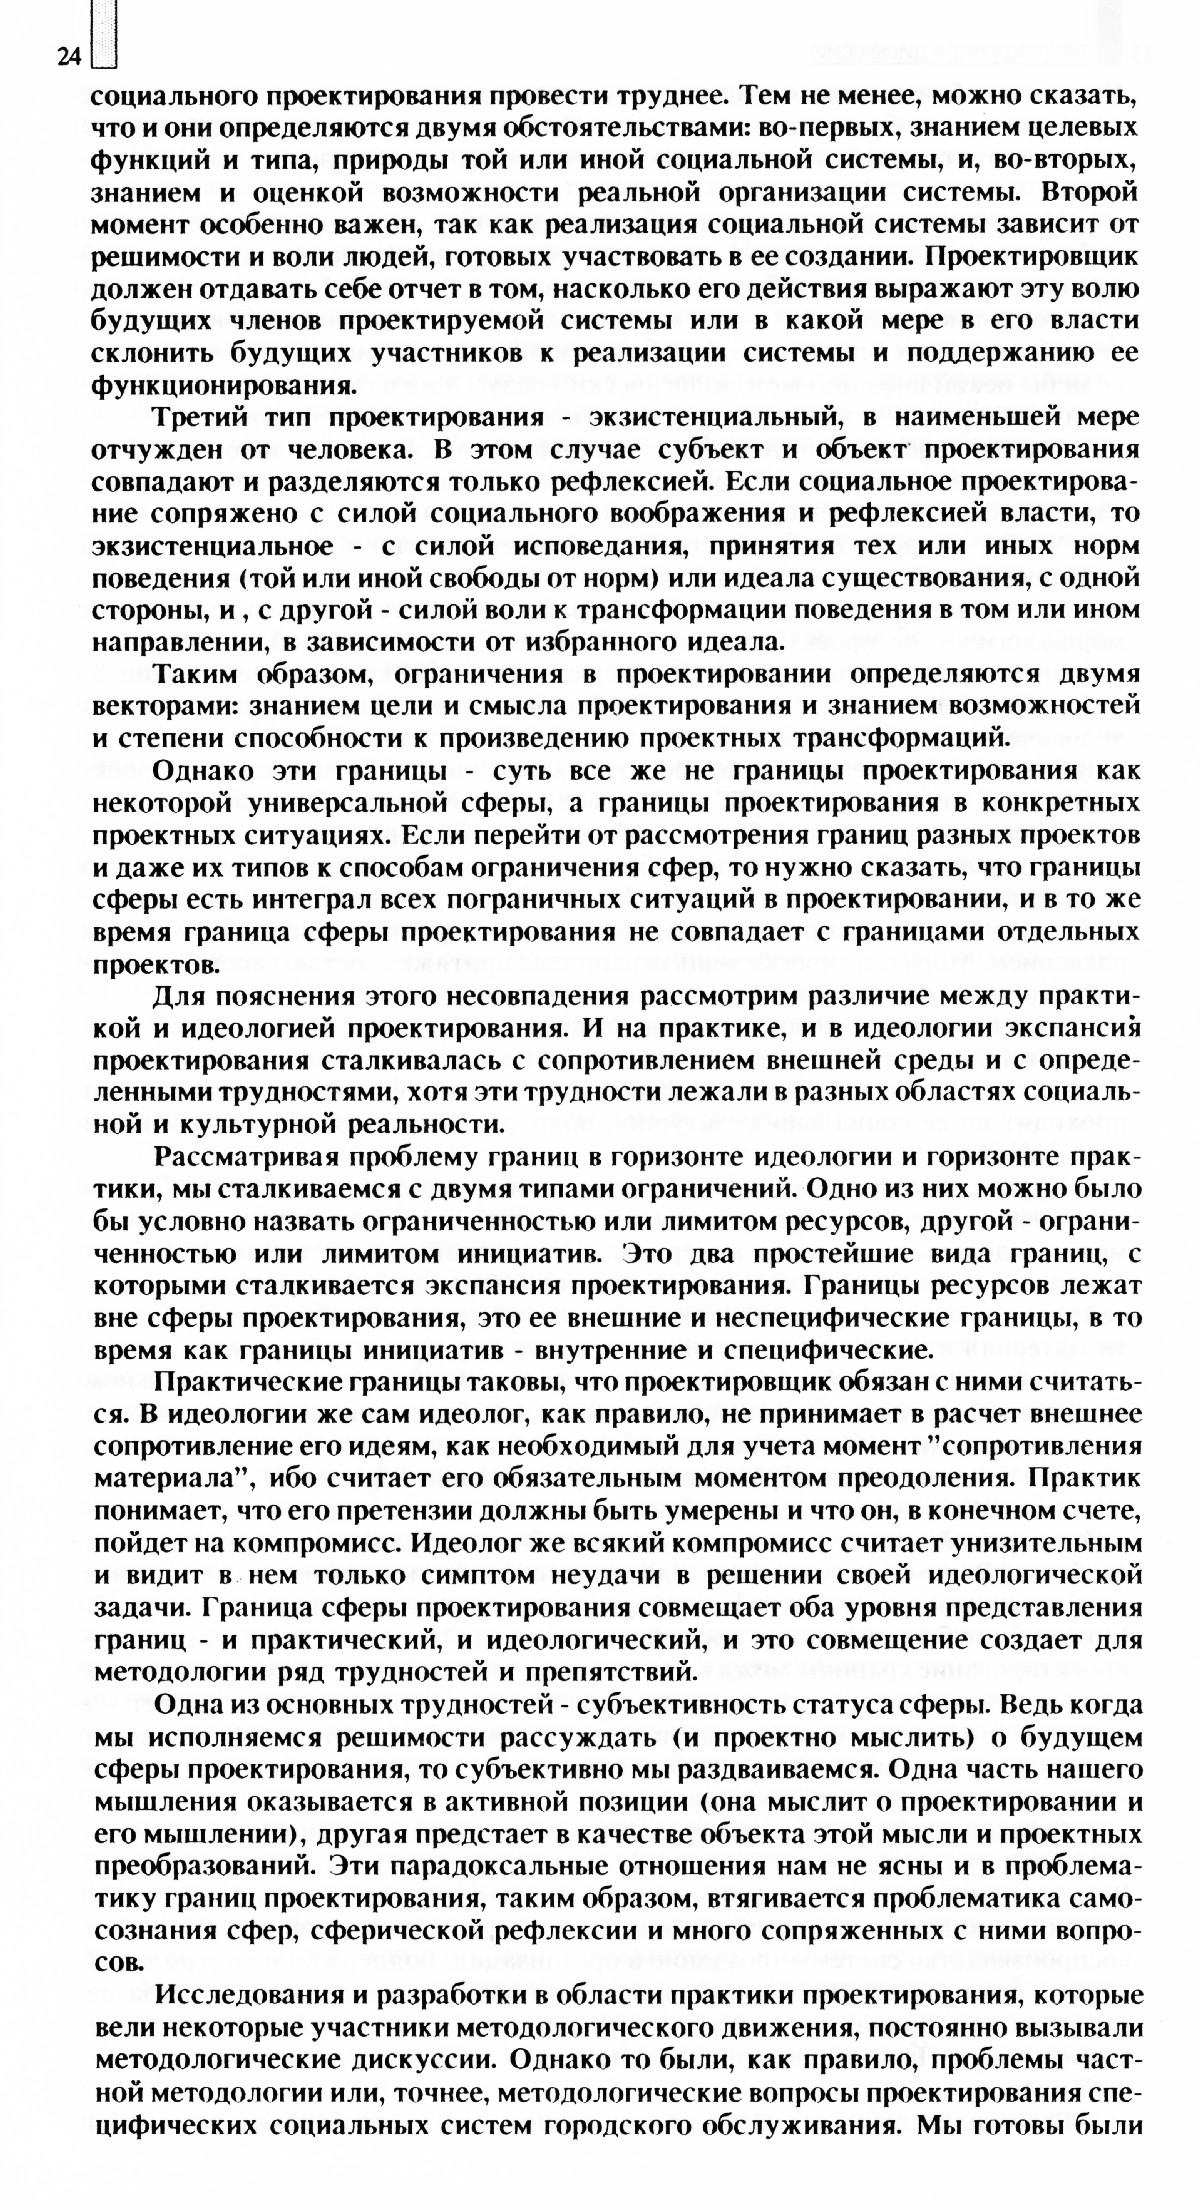 24
социального проектирования провести труднее. Тем не менее, можно сказать,
что и они определяются двумя обстоятельствами: во-первых, знанием целевых
функций и типа, природы той или иной социальной системы, и, во-вторых,
знанием и оценкой возможности реальной организации системы. Второй
момент особенно важен, так как реализация социальной системы зависит от
решимости и воли людей, готовых участвовать в ее создании. Проектировщик
должен отдавать себе отчет в том, насколько его действия выражают эту волю
будущих членов проектируемой системы или в какой мере в его власти
склонить будущих участников к реализации системы и поддержанию ее
функционирования.
Третий тип проектирования - экзистенциальный, в наименьшей мере
отчужден от человека. В этом случае субъект и объект проектирования
совпадают и разделяются только рефлексией. Если социальное проектирова-
ние сопряжено с силой социального воображения и рефлексией власти, то
экзистенциальное - с силой исповедания, принятия тех или иных норм
поведения (той или иной свободы от норм) или идеала существования, с одной
стороны, и , с другой - силой воли к трансформации поведения в том или ином
направлении, в зависимости от избранного идеала.
Таким образом, ограничения в проектировании определяются двумя
векторами: знанием цели и смысла проектирования и знанием возможностей
и степени способности к произведению проектных трансформаций.
Однако эти границы - суть все же не границы проектирования как
некоторой универсальной сферы, а границы проектирования в конкретных
проектных ситуациях. Если перейти от рассмотрения границ разных проектов
и даже их типов к способам ограничения сфер, то нужно сказать, что границы
сферы есть интеграл всех пограничных ситуаций в проектировании, и в то же
время граница сферы проектирования не совпадает с границами отдельных
проектов.
Для пояснения этого несовпадения рассмотрим различие между практи-
кой и идеологией проектирования. И на практике, и в идеологии экспансия
проектирования сталкивалась с сопротивлением внешней среды и с опреде-
ленными трудностями, хотя эти трудности лежали в разных областях социаль-
ной и культурной реальности.
Рассматривая проблему границ в горизонте идеологии и горизонте прак-
тики, мы сталкиваемся с двумя типами ограничений. Одно из них можно было
бы условно назвать ограниченностью или лимитом ресурсов, другой - ограни-
ченностью или лимитом инициатив. Это два простейшие вида границ, с
которыми сталкивается экспансия проектирования. Границы ресурсов лежат
вне сферы проектирования, это ее внешние и неспецифические границы, в то
время как границы инициатив - внутренние и специфические.
Практические границы таковы, что проектировщик обязан с ними считать-
ся. В идеологии же сам идеолог, как правило, не принимает в расчет внешнее
сопротивление его идеям, как необходимый для учета момент "сопротивления
материала", ибо считает его обязательным моментом преодоления. Практик
понимает, что его претензии должны быть умерены и что он, в конечном счете,
пойдет на компромисс. Идеолог же всякий компромисс считает унизительным
и видит в нем только симптом неудачи в решении своей идеологической
задачи. Граница сферы проектирования совмещает оба уровня представления
границ - и практический, и идеологический, и это совмещение создает для
методологии ряд трудностей и препятствий.
Одна из основных трудностей - субъективность статуса сферы. Ведь когда
мы исполняемся решимости рассуждать (и проектно мыслить) о будущем
сферы проектирования, то субъективно мы раздваиваемся. Одна часть нашего
мышления оказывается в активной позиции (она мыслит о проектировании и
его мышлении), другая предстает в качестве объекта этой мысли и проектных
преобразований. Эти парадоксальные отношения нам не ясны и в проблема-
тику границ проектирования, таким образом, втягивается проблематика само-
сознания сфер, сферической рефлексии и много сопряженных с ними вопро-
сов.
Исследования и разработки в области практики проектирования, которые
вели некоторые участники методологического движения, постоянно вызывали
методологические дискуссии. Однако то были, как правило, проблемы част-
ной методологии или, точнее, методологические вопросы проектирования спе-
цифических социальных систем городского обслуживания. Мы готовы были